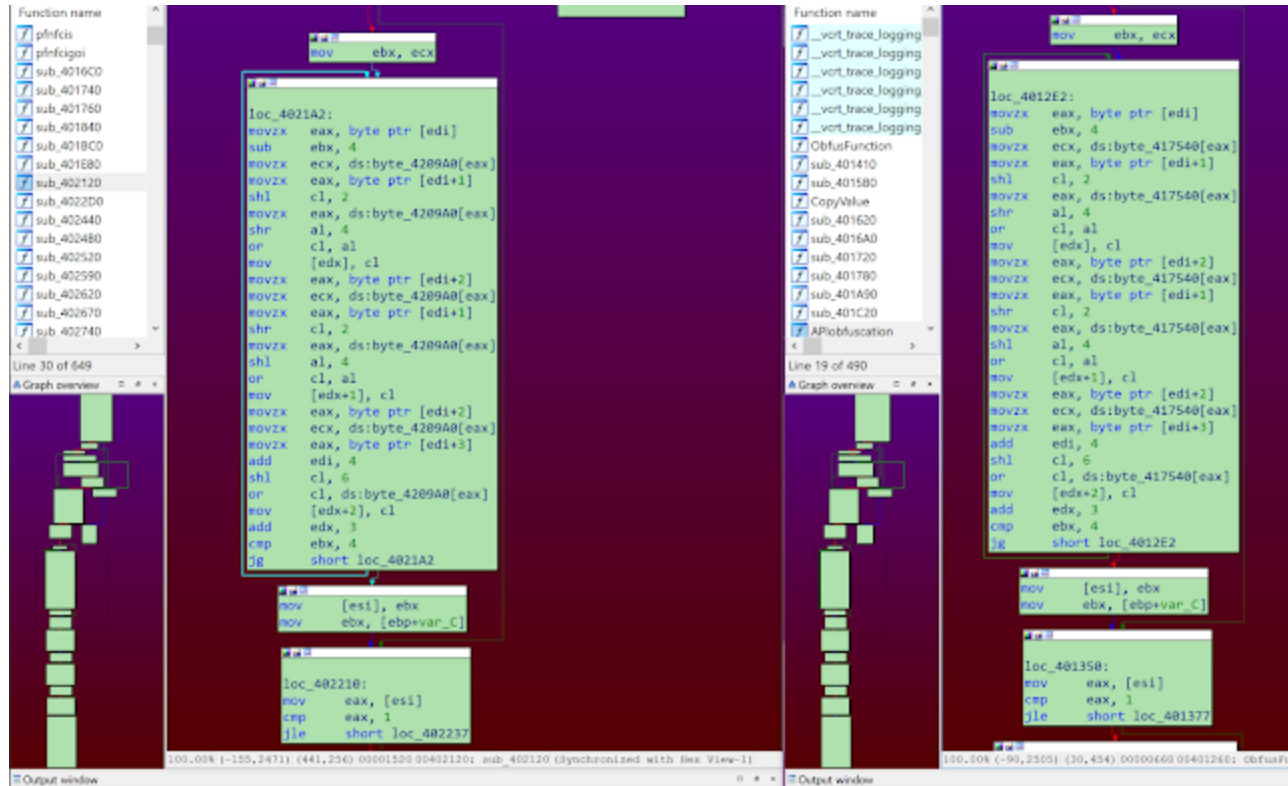 Function name
pfnfcis
pfnfcigoi
sub_4016C0
sub_401740
sub_401760
sub_401840
sub_4018C0
sub_401E80
sub_402120
sub_4022D0
sub_402440
sub_4024B0
sub_402520
sub_402590
sub_402620
sub_402670
sub_402740
Line 30 of 649
Graph overview
mov ebx, ecx
loc_4021A2:
movzx eax, byte ptr [edi]
sub ebx, 4
movzx ecx, ds:byte_4209A0[eax]
movzx eax, byte ptr [edi+1]
shl cl, 2
movzx eax, ds:byte_4209A0[eax]
shr al, 4
or cl, al
mov [edx], cl
movzx eax, byte ptr [edi+2]
movzx ecx, ds:byte_4209A0[eax]
movzx eax, byte ptr [edi+1]
shr cl, 2
movzx eax, ds:byte_4209A0[eax]
shl al, 4
or cl, al
mov [edx+1], cl
movzx eax, byte ptr [edi+2]
movzx ecx, ds:byte_4209A0[eax]
movzx eax, byte ptr [edi+3]
add edi, 4
shl cl, 6
or cl, ds:byte_4209A0[eax]
mov [edx+2], cl
add edx, 3
cmp ebx, 4
jg short loc_4021A2
mov [esi], ebx
mov ebx, [ebp+var_C]
loc_402210:
mov eax, [esi]
cmp eax, 1
jle short loc_402237
100.00% (-155,2471) (441,256) 00001520 00402120: sub_402120 (Synchronized with Hex View-1)
Output window
Function name
__vcrt_trace_logging
__vcrt_trace_logging
__vcrt_trace_logging
__vcrt_trace_logging
__vcrt_trace_logging
__vcrt_trace_logging
ObfusFunction
sub_401410
sub_401580
CopyValue
sub_401620
sub_4016A0
sub_401720
sub_401780
sub_401A90
sub_401C20
APIobfuscation
Line 19 of 490
Graph overview
mov ebx, ecx
loc_4012E2:
movzx eax, byte ptr [edi]
sub ebx, 4
movzx ecx, ds:byte_417540[eax]
movzx eax, byte ptr [edi+1]
shl cl, 2
movzx eax, ds:byte_417540[eax]
shr al, 4
or cl, al
mov [edx], cl
movzx eax, byte ptr [edi+2]
movzx ecx, ds:byte_417540[eax]
movzx eax, byte ptr [edi+1]
shr cl, 2
movzx eax, ds:byte_417540[eax]
shl al, 4
or cl, al
mov [edx+1], cl
movzx eax, byte ptr [edi+2]
movzx ecx, ds:byte_417540[eax]
movzx eax, byte ptr [edi+3]
add edi, 4
shl cl, 6
or cl, ds:byte_417540[eax]
mov [edx+2], cl
add edx, 3
cmp ebx, 4
jg short loc_4012E2
mov [esi], ebx
mov ebx, [ebp+var_C]
loc_401350:
mov eax, [esi]
cmp eax, 1
jle short loc_401377
100.00% (-90,2505) (30,454) 00000660 00401260:
Output window